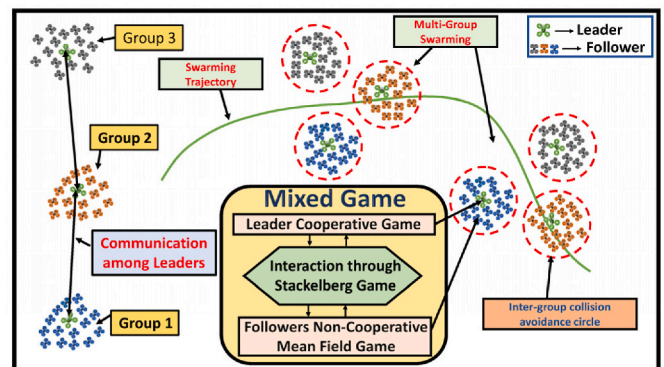 Group 3
Swarming
Trajectory
Multi-Group
Swarming
Leader
Follower
Group 2
Communication
among Leaders
Group 1
Mixed Game
Leader Cooperative Game
Interaction through
Stackelberg Game
Followers Non-Cooperative
Mean Field Game
Inter-group collision
avoidance circle